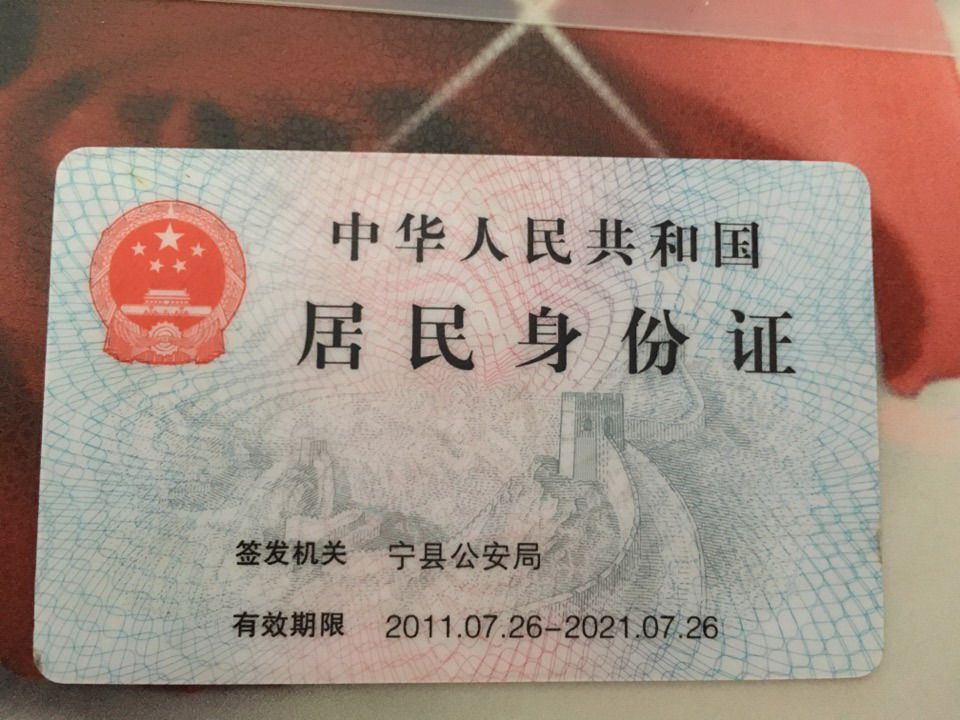 中华人民共和国
居民身份证
签发机关 宁县公安局
有效期限 2011.07.26-2021.07.26